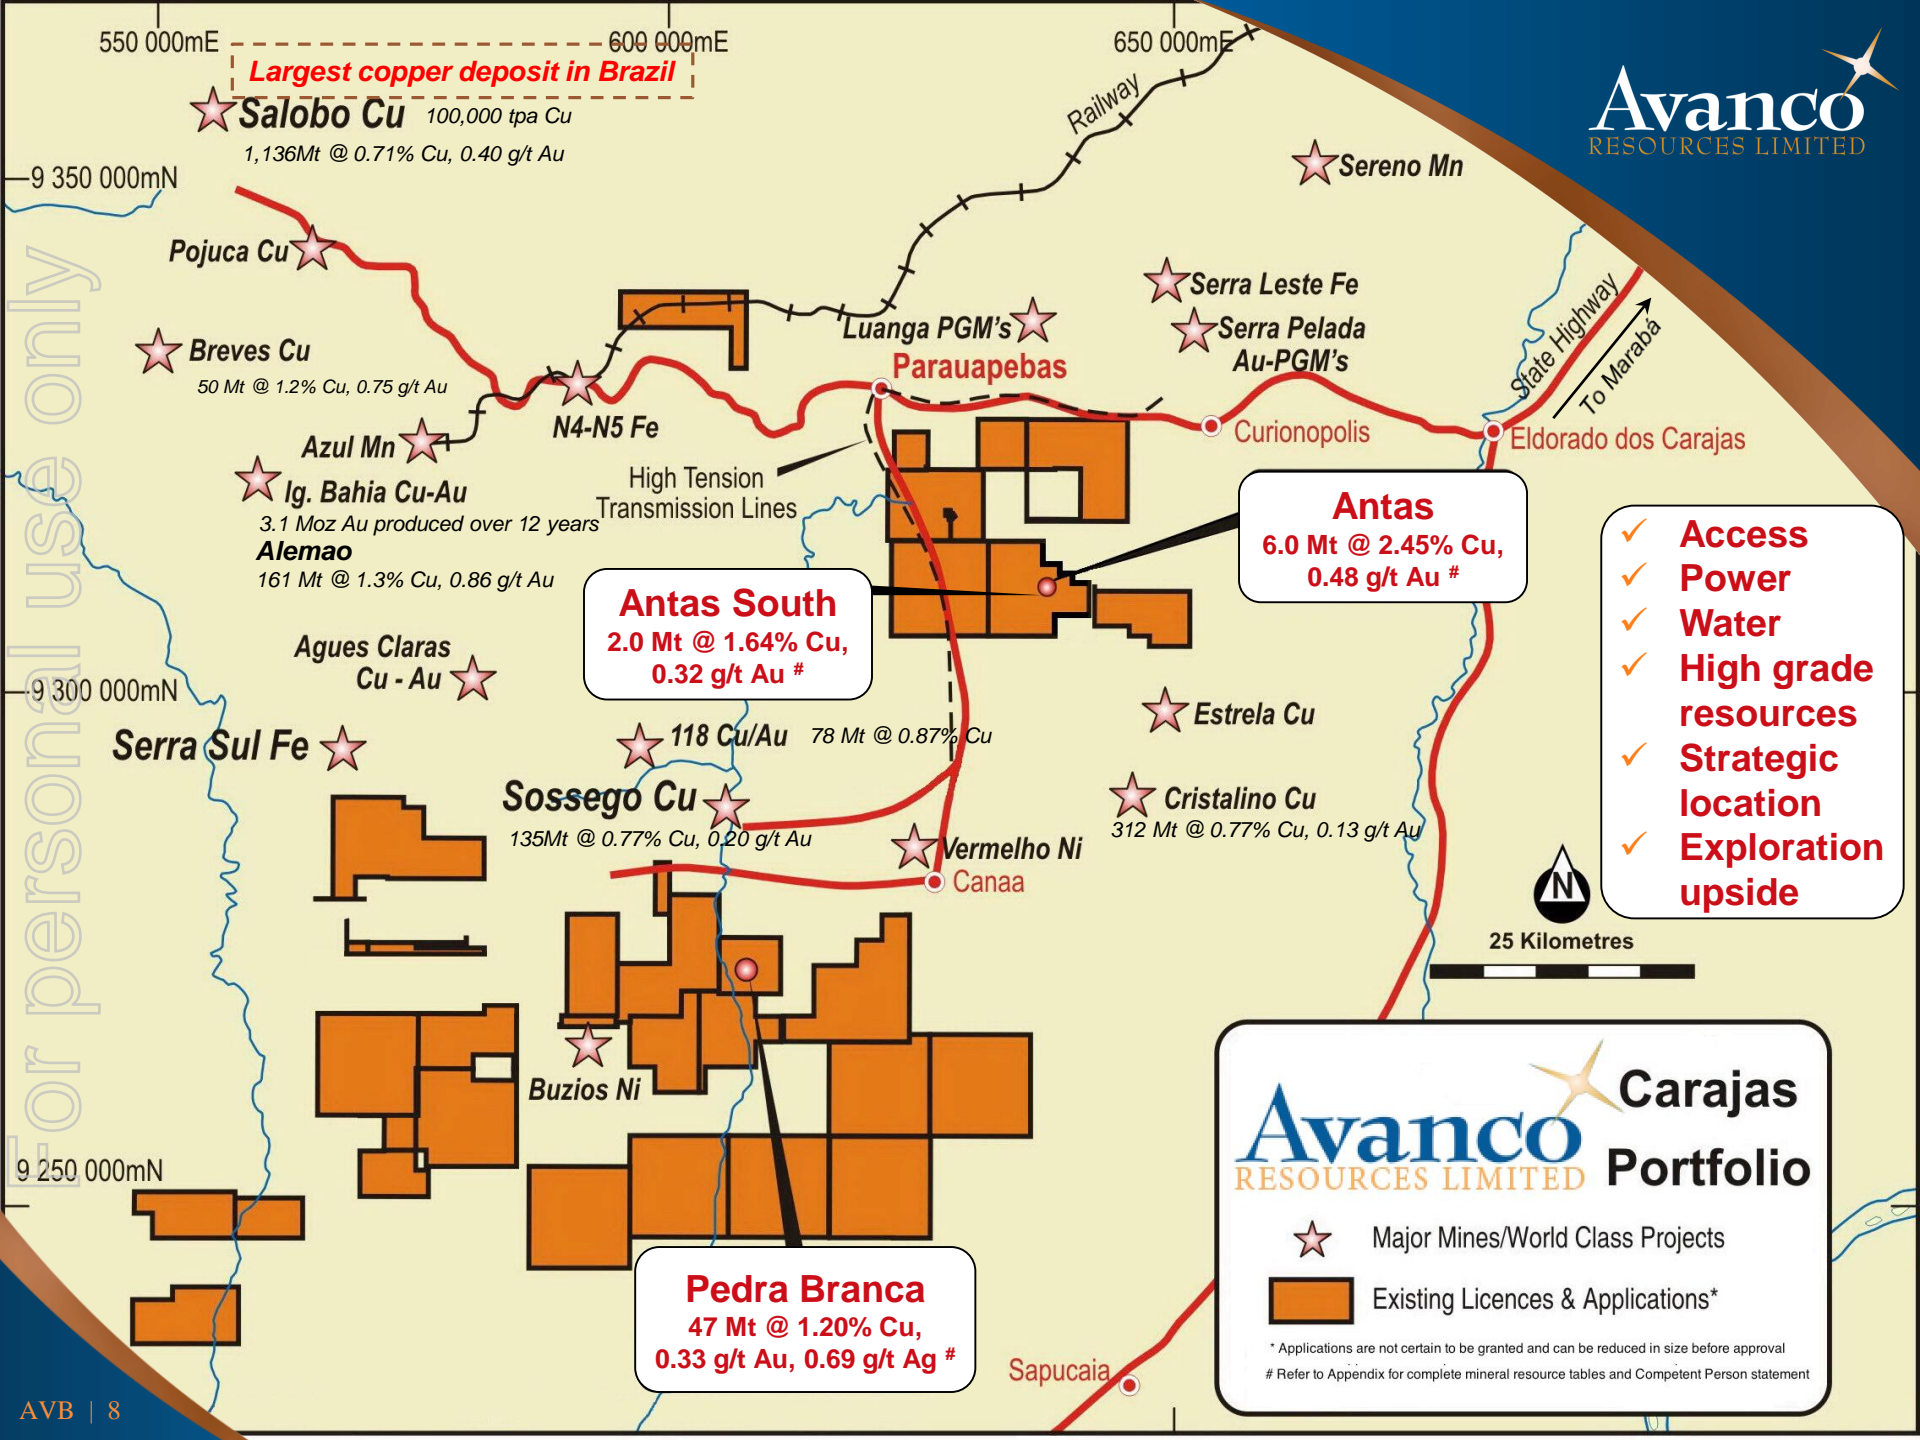 550 000mE
600 000mE
650 000mE
Largest copper deposit in Brazil
Salobo Cu 100,000 tpa Cu
1,136Mt @ 0.71% Cu, 0.40 g/t Au
Avanco
RESOURCES LIMITED
Railway
Sereno Mn
9 350 000mN
Pojuca Cu
Serra Leste Fe
Luanga PGM's
Serra Pelada
Au-PGM's
State Highway
To Marabá
Breves Cu
50 Mt @ 1.2% Cu, 0.75 g/t Au
Parauapebas
N4-N5 Fe
Curionopolis
Eldorado dos Carajas
Azul Mn
High Tension
Transmission Lines
Ig. Bahia Cu-Au
3.1 Moz Au produced over 12 years
Alemao
161 Mt @ 1.3% Cu, 0.86 g/t Au
Antas
6.0 Mt @ 2.45% Cu,
0.48 g/t Au #
Antas South
2.0 Mt @ 1.64% Cu,
0.32 g/t Au #
✓ Access
✓ Power
✓ Water
✓ High grade
resources
✓ Strategic
location
✓ Exploration
upside
Agues Claras
Cu - Au
9 300 000mN
Serra Sul Fe
118 Cu/Au 78 Mt @ 0.87% Cu
Estrela Cu
Sossego Cu
135Mt @ 0.77% Cu, 0.20 g/t Au
Cristalino Cu
312 Mt @ 0.77% Cu, 0.13 g/t Au
Vermelho Ni
Canaa
N
25 Kilometres
Buzios Ni
9 250 000mN
Pedra Branca
47 Mt @ 1.20% Cu,
0.33 g/t Au, 0.69 g/t Ag #
Sapucaia
Avanco
RESOURCES LIMITED
Carajas
Portfolio
Major Mines/World Class Projects
Existing Licences & Applications*
* Applications are not certain to be granted and can be reduced in size before approval
# Refer to Appendix for complete mineral resource tables and Competent Person statement
For personal use only
AVB | 8